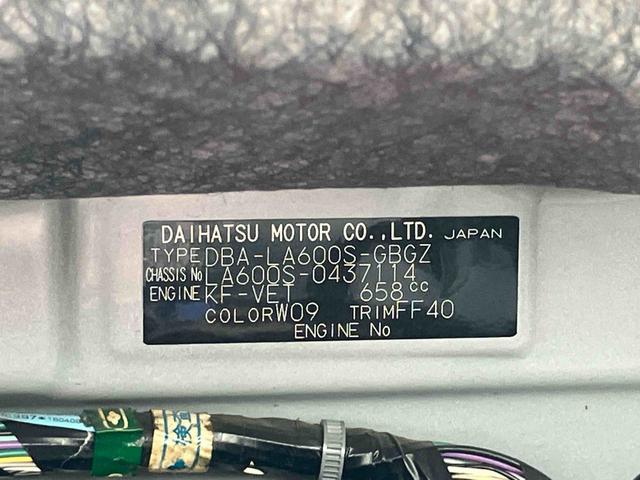 DAIHATSU MOTOR CO.,LTD. JAPAN
TYPE DBA-LA600S-GBGZ
CHASSIS No LA600S-0437114
ENGINE KF-VET 658cc
COLOR W09 TRIM FF40
ENGINE No
検